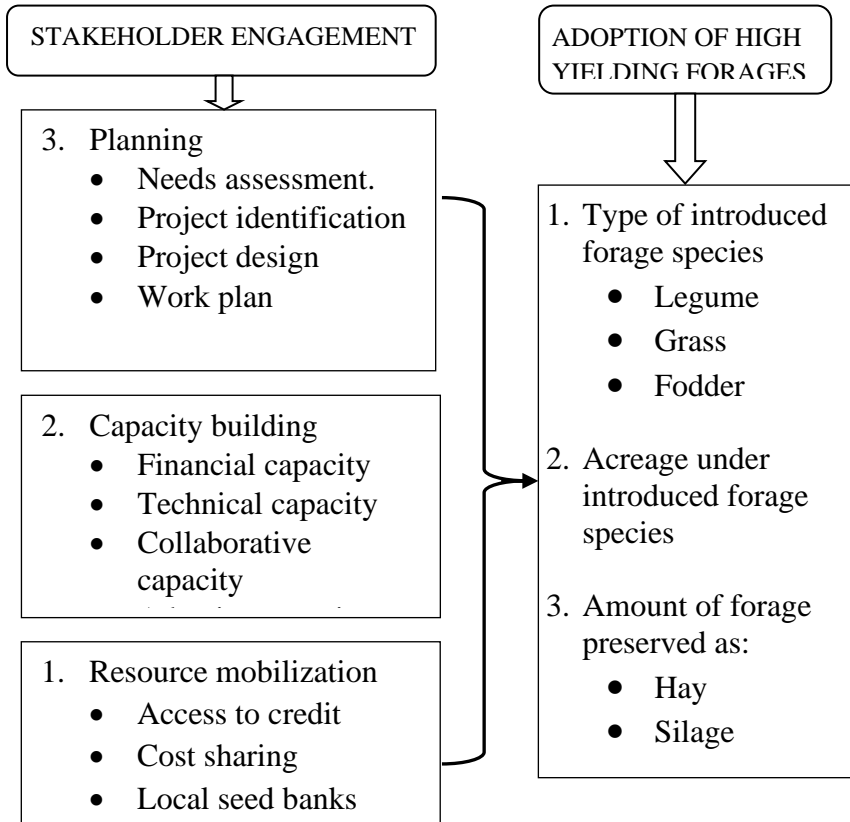 STAKEHOLDER ENGAGEMENT
3. Planning
• Needs assessment.
• Project identification
• Project design
• Work plan
2. Capacity building
• Financial capacity
• Technical capacity
• Collaborative
capacity
1. Resource mobilization
• Access to credit
• Cost sharing
• Local seed banks
ADOPTION OF HIGH
YIELDING FORAGES
1. Type of introduced
forage species
• Legume
• Grass
• Fodder
2. Acreage under
introduced forage
species
3. Amount of forage
preserved as:
• Hay
• Silage